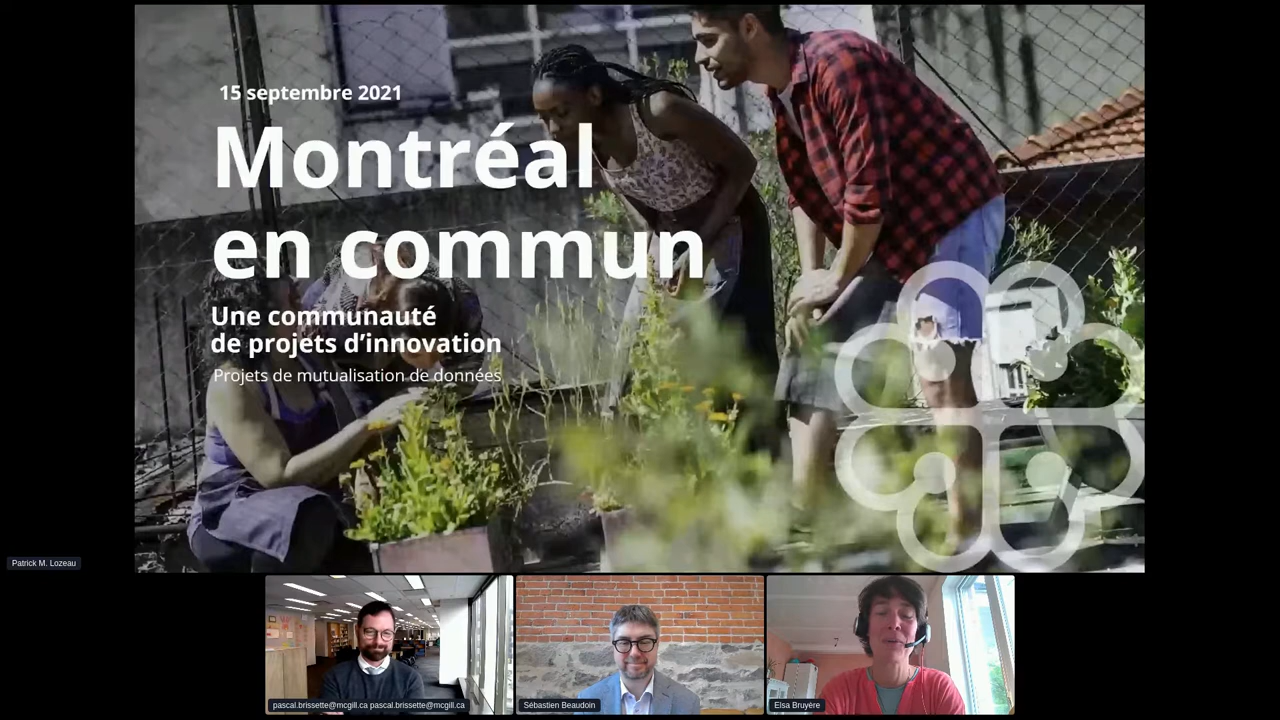 15 septembre 2021
Montréal
en commun
Une communauté
de projets d’innovation
Projets de mutualisation de données
Patrick M. Lozeau
pascal.brissette@mcgill.ca pascal.brissette@mcgill.ca
Sébastien Beaudoin
Elsa Bruyère